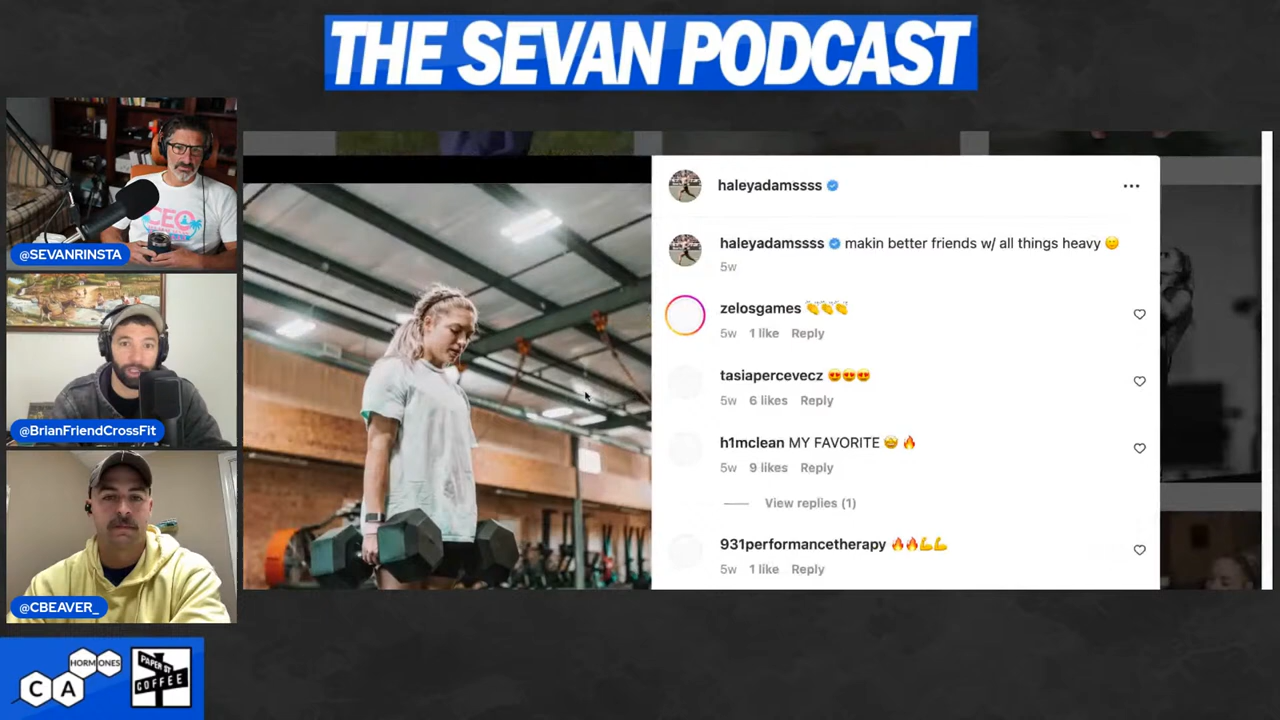 THE SEVAN PODCAST
CEO
@SEVANRINSTA
@BrianFriendCrossFit
@CBEAVER_
haleyadamssss
haleyadamssss makin better friends w/ all things heavy 😊
5w
zelosgames 👏👏👏
5w 1 like Reply
tasiapercevecz 😍😍😍
5w 6 likes Reply
h1mclean MY FAVORITE 🤩 🔥
5w 9 likes Reply
View replies (1)
931performancetherapy 🔥🔥💪💪
5w 1 like Reply
CA HORMONES
PAPER ST
COFFEE